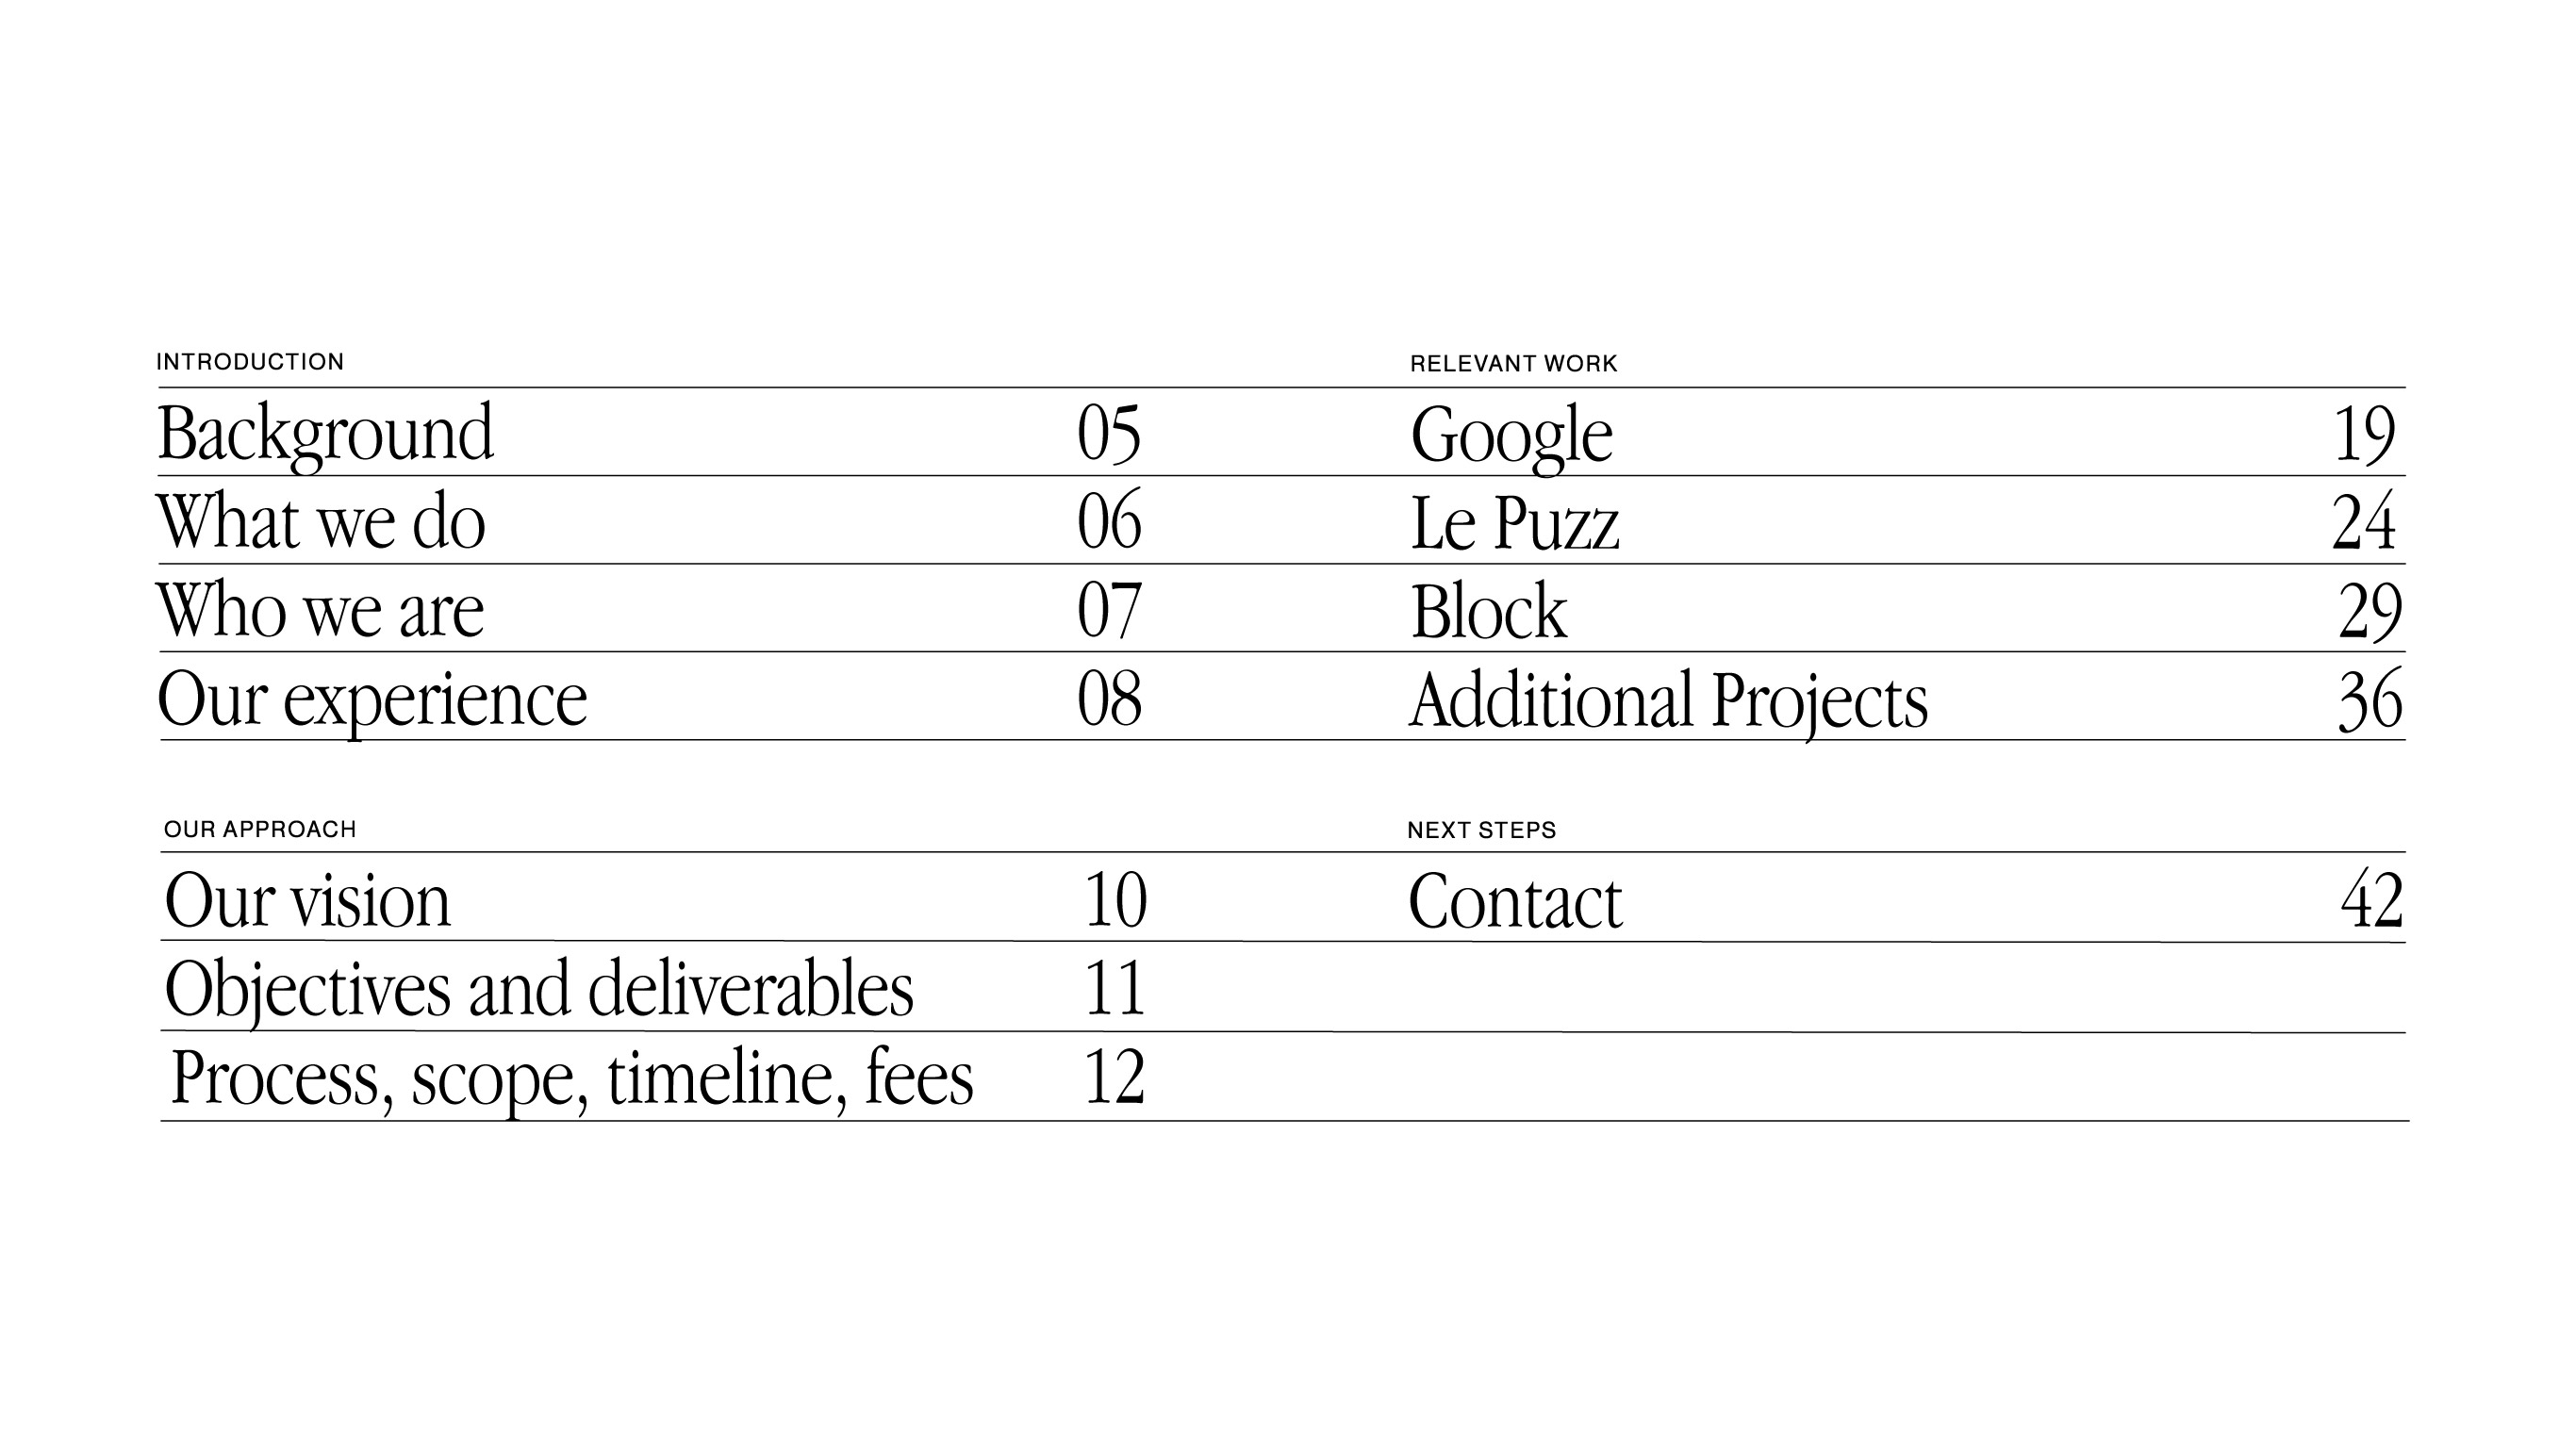 INTRODUCTION
Background 05
What we do 06
Who we are 07
Our experience 08
OUR APPROACH
Our vision 10
Objectives and deliverables 11
Process, scope, timeline, fees 12
RELEVANT WORK
Google 19
Le Puzz 24
Block 29
Additional Projects 36
NEXT STEPS
Contact 42